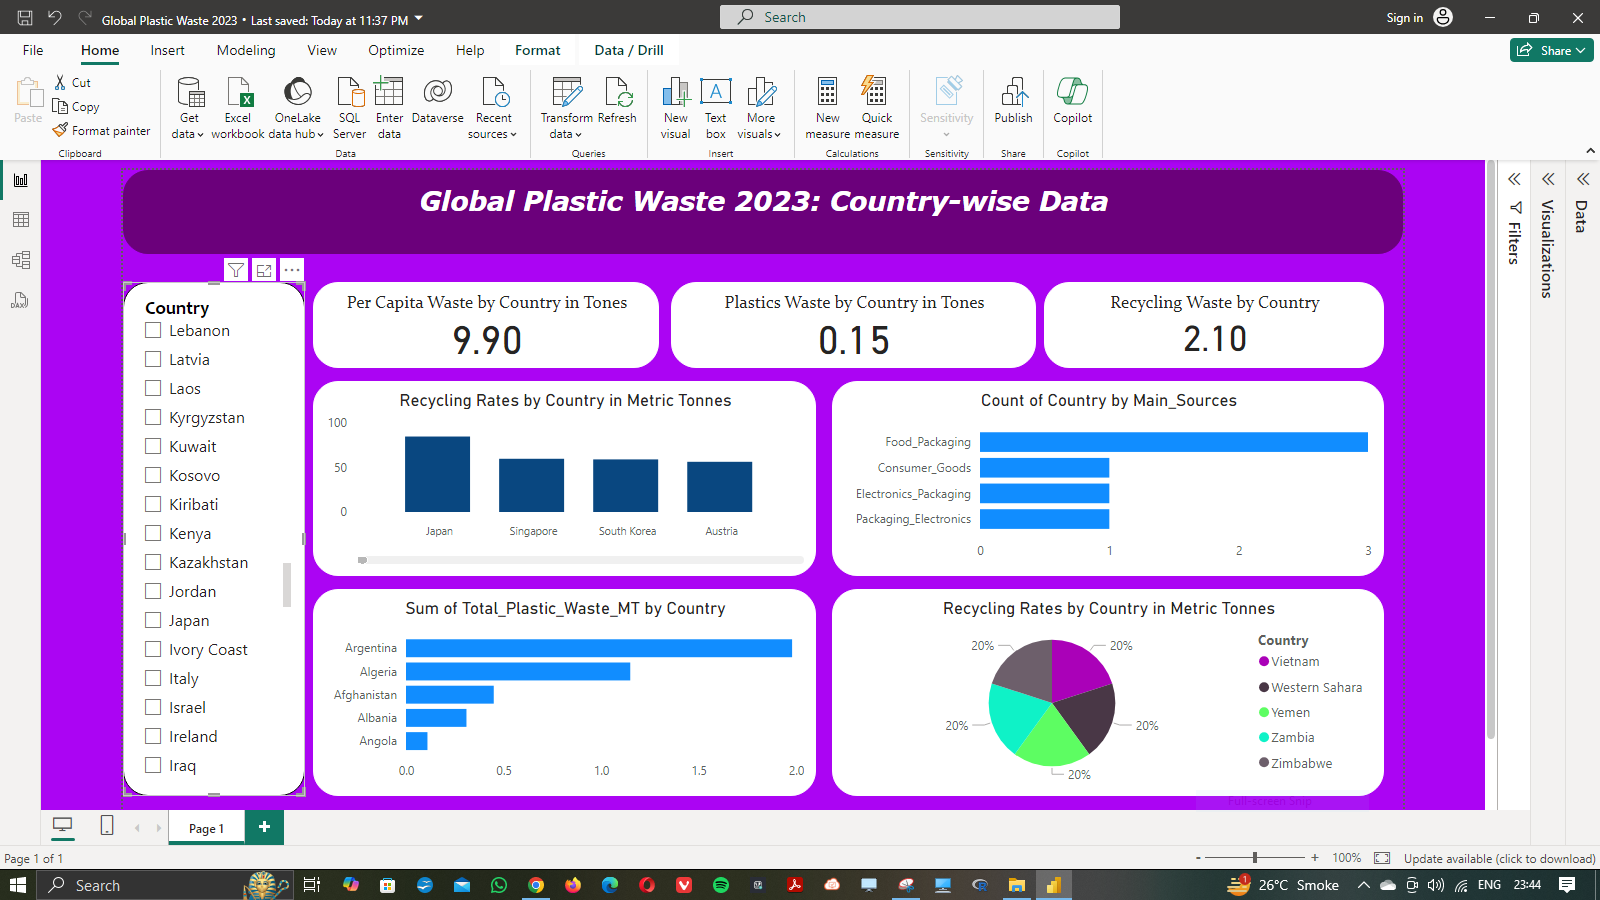 Global Plastic Waste 2023 • Last saved: Today at 11:37 PM
Search
Sign in
File Home Insert Modeling View Optimize Help Format Data / Drill
Share
Paste
Cut
Copy
Format painter
Clipboard
Get data
Excel workbook
OneLake data hub
SQL Server
Enter data
Dataverse
Recent sources
Data
Transform data
Refresh
Queries
New visual
Text box
More visuals
Insert
New measure
Quick measure
Calculations
Sensitivity
Sensitivity
Publish
Share
Copilot
Copilot
Global Plastic Waste 2023: Country-wise Data
Country
Lebanon
Latvia
Laos
Kyrgyzstan
Kuwait
Kosovo
Kiribati
Kenya
Kazakhstan
Jordan
Japan
Ivory Coast
Italy
Israel
Ireland
Iraq
Per Capita Waste by Country in Tones
9.90
Plastics Waste by Country in Tones
0.15
Recycling Waste by Country
2.10
Recycling Rates by Country in Metric Tonnes
100
50
0
Japan Singapore South Korea Austria
Count of Country by Main_Sources
Food_Packaging
Consumer_Goods
Electronics_Packaging
Packaging_Electronics
0 1 2 3
Sum of Total_Plastic_Waste_MT by Country
Argentina
Algeria
Afghanistan
Albania
Angola
0.0 0.5 1.0 1.5 2.0
Recycling Rates by Country in Metric Tonnes
20% 20%
20% 20%
20%
Country
Vietnam
Western Sahara
Yemen
Zambia
Zimbabwe
Full-screen Snip
Filters
Visualizations
Data
DAX
Page 1
Page 1 of 1
- + 100%
Update available (click to download)
Search
1
26°C Smoke
ENG
23:44